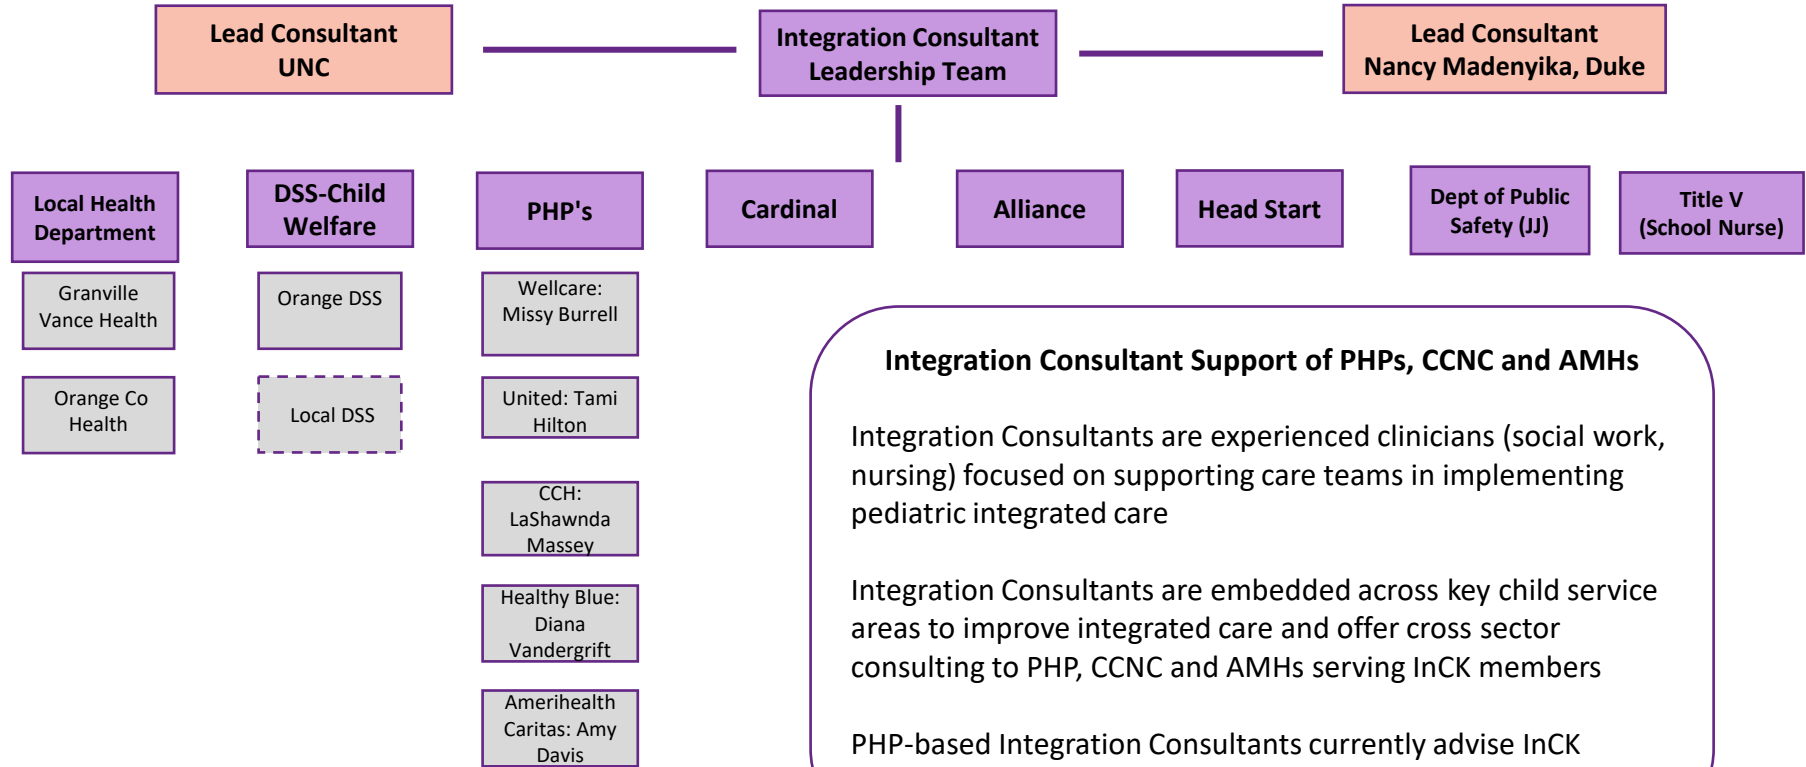 Lead Consultant
UNC
Integration Consultant
Leadership Team
Lead Consultant
Nancy Madenyika, Duke
Local Health
Department
DSS-Child
Welfare
PHP's
Cardinal
Alliance
Head Start
Dept of Public
Safety (JJ)
Title V
(School Nurse)
Granville
Vance Health
Orange Co
Health
Orange DSS
Local DSS
Wellcare:
Missy Burrell
United: Tami
Hilton
CCH:
LaShawnda
Massey
Healthy Blue:
Diana
Vandergrift
Amerihealth
Caritas: Amy
Davis
Integration Consultant Support of PHPs, CCNC and AMHs
Integration Consultants are experienced clinicians (social work,
nursing) focused on supporting care teams in implementing
pediatric integrated care
Integration Consultants are embedded across key child service
areas to improve integrated care and offer cross sector
consulting to PHP, CCNC and AMHs serving InCK members
PHP-based Integration Consultants currently advise InCK